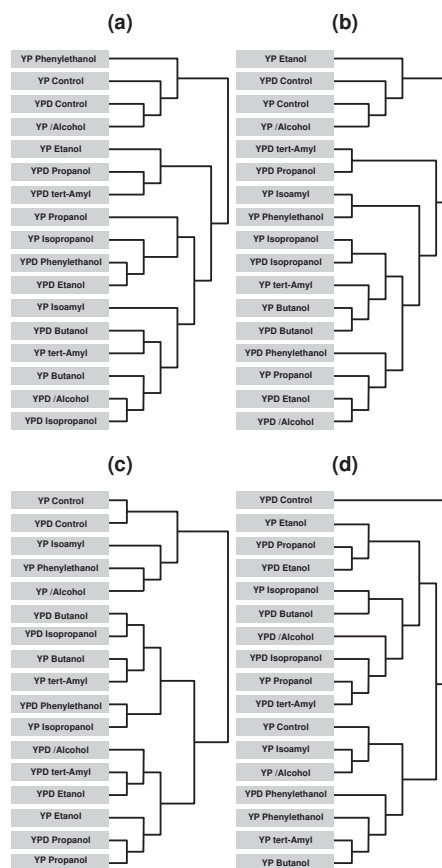 (a)
YP Phenylethanol
YP Control
YPD Control
YP /Alcohol
YP Etanol
YPD Propanol
YPD tert-Amyl
YP Propanol
YP Isopropanol
YPD Phenylethanol
YPD Etanol
YP Isoamyl
YPD Butanol
YP tert-Amyl
YP Butanol
YPD /Alcohol
YPD Isopropanol
(b)
YP Etanol
YPD Control
YP Control
YP /Alcohol
YPD tert-Amyl
YPD Propanol
YP Isoamyl
YP Phenylethanol
YP Isopropanol
YPD Isopropanol
YP tert-Amyl
YP Butanol
YPD Butanol
YPD Phenylethanol
YP Propanol
YPD Etanol
YPD /Alcohol
(c)
YP Control
YPD Control
YP Isoamyl
YP Phenylethanol
YP /Alcohol
YPD Butanol
YPD Isopropanol
YP Butanol
YP tert-Amyl
YPD Phenylethanol
YP Isopropanol
YPD /Alcohol
YPD tert-Amyl
YPD Etanol
YP Etanol
YPD Propanol
YP Propanol
(d)
YPD Control
YP Etanol
YPD Propanol
YPD Etanol
YP Isopropanol
YPD Butanol
YPD /Alcohol
YPD Isopropanol
YP Propanol
YPD tert-Amyl
YP Control
YP Isoamyl
YP /Alcohol
YPD Phenylethanol
YP Phenylethanol
YP tert-Amyl
YP Butanol